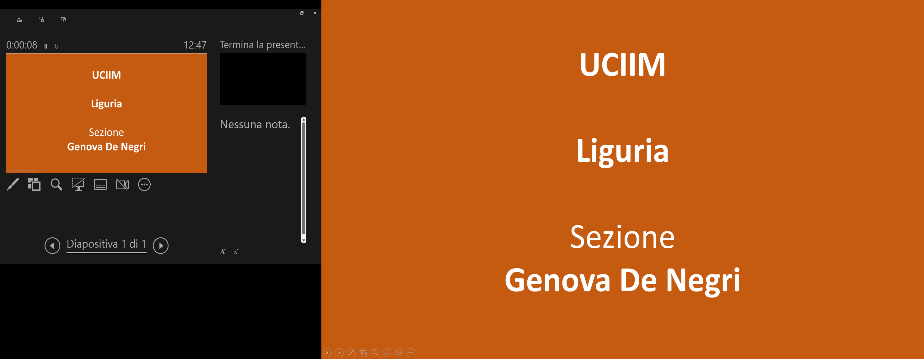 0:00:08
12:47
Termina la present...
UCIIM
Liguria
Sezione
Genova De Negri
Nessuna nota.
Diapositiva 1 di 1
UCIIM
Liguria
Sezione
Genova De Negri